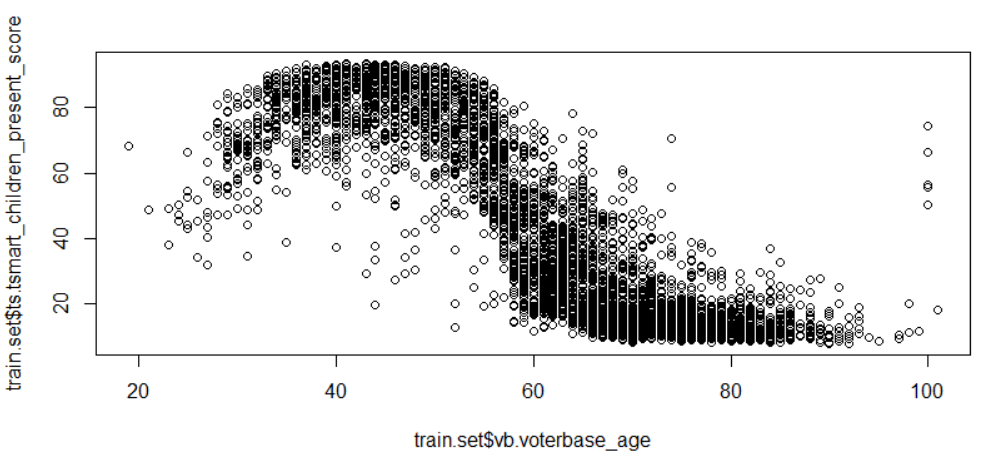 train.set$ts.tsmart_children_present_score
80
60
40
20
20 40 60 80 100
train.set$vb.voterbase_age